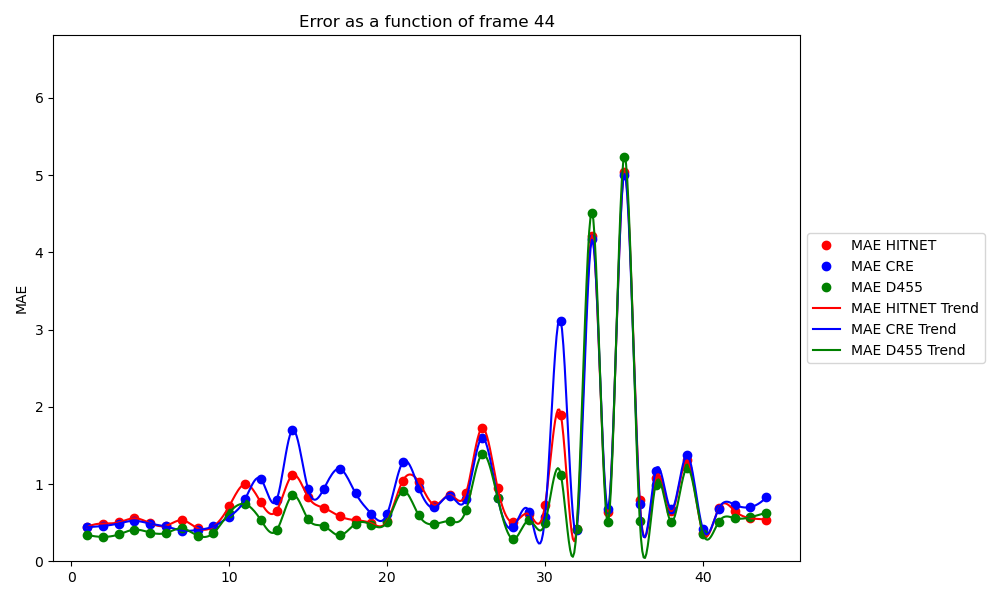 Error as a function of frame 44
MAE
6
5
4
3
2
1
0
0 10 20 30 40
MAE HITNET
MAE CRE
MAE D455
MAE HITNET Trend
MAE CRE Trend
MAE D455 Trend